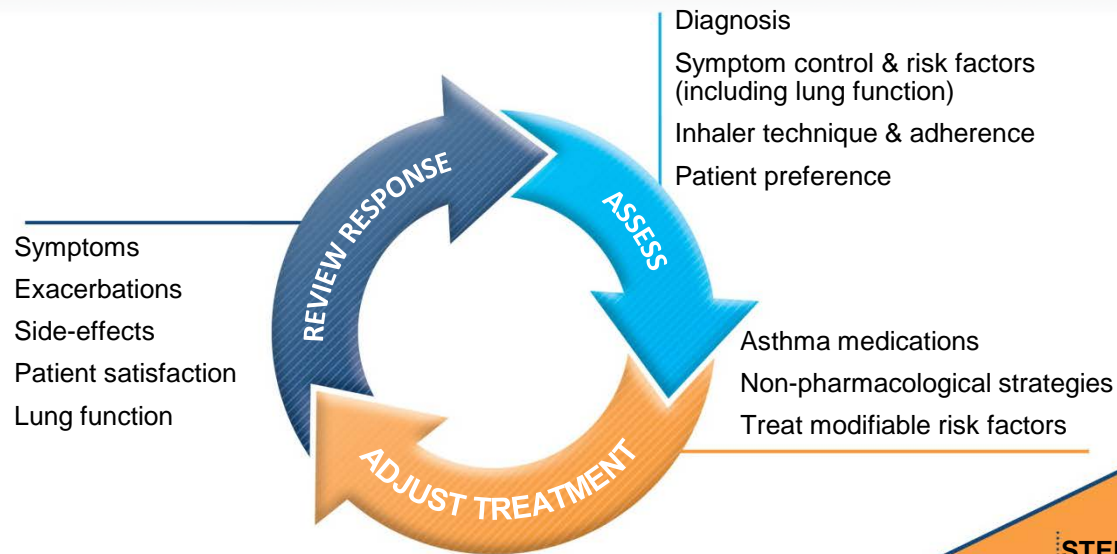 Diagnosis
Symptom control & risk factors
(including lung function)
Inhaler technique & adherence
Patient preference
REVIEW RESPONSE
ASSESS
Symptoms
Exacerbations
Side-effects
Patient satisfaction
Lung function
Asthma medications
Non-pharmacological strategies
Treat modifiable risk factors
ADJUST TREATMENT